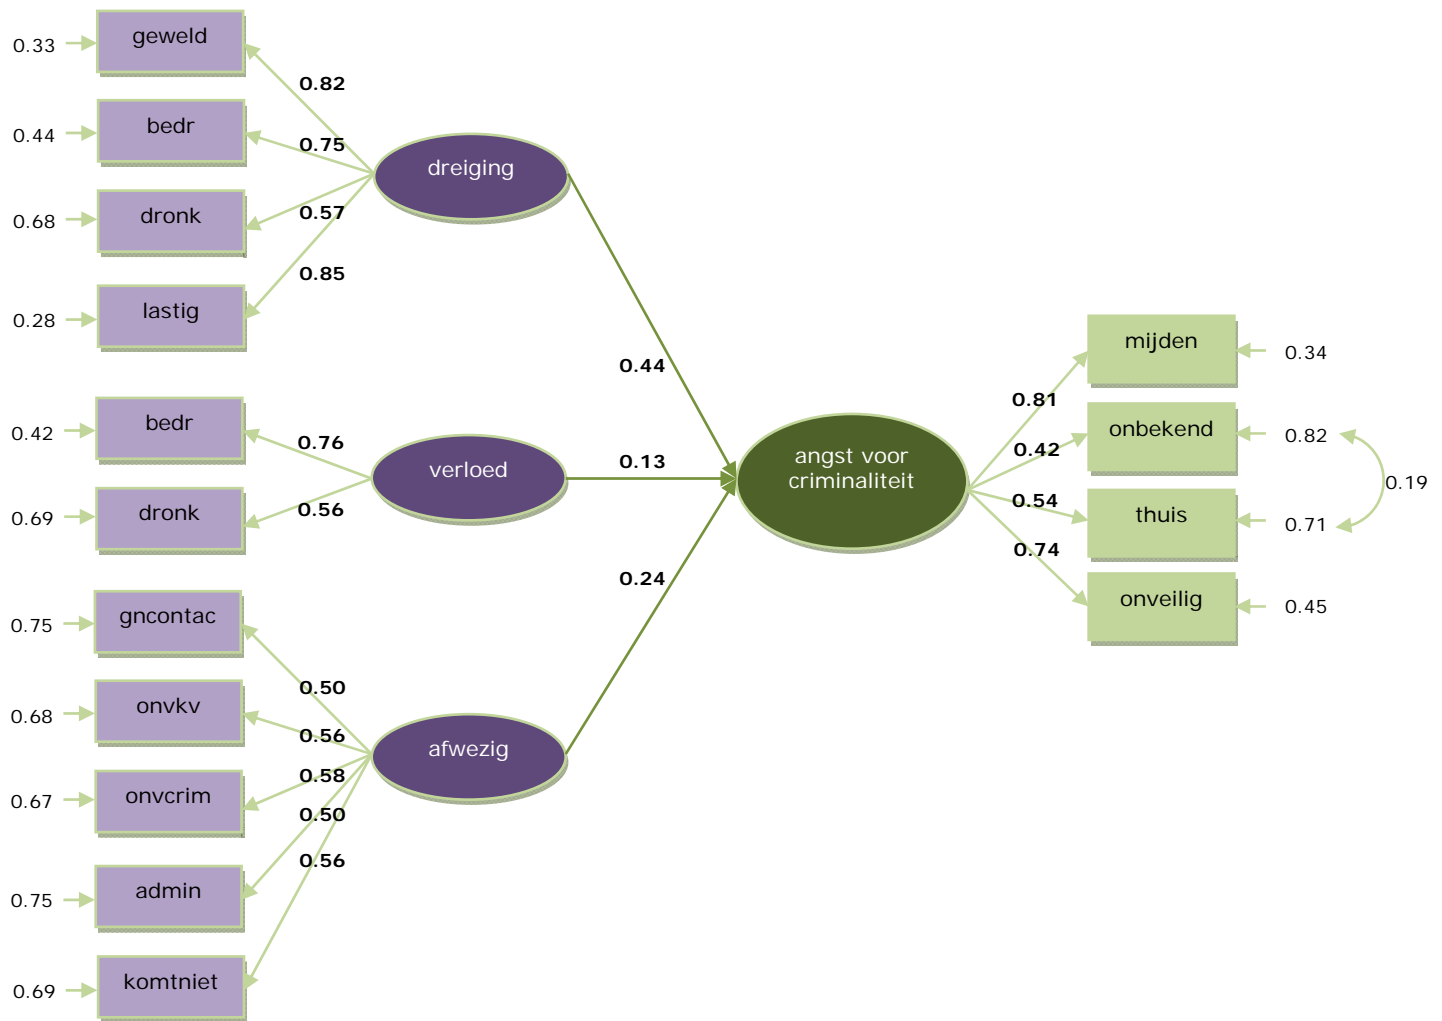 geweld
0.33
0.82
bedr
0.44
0.75
dreiging
dronk
0.68
0.57
lastig
0.28
0.85
0.44
mijden
0.34
0.81
bedr
0.42
0.76
verloed
0.13
angst voor
criminaliteit
onbekend
0.82
0.42
0.19
dronk
0.69
0.56
thuis
0.71
0.54
0.74
onveilig
0.45
0.24
gncontac
0.75
0.50
onvkv
0.68
0.56
afwezig
onvcrim
0.67
0.58
0.50
admin
0.75
0.56
komtniet
0.69